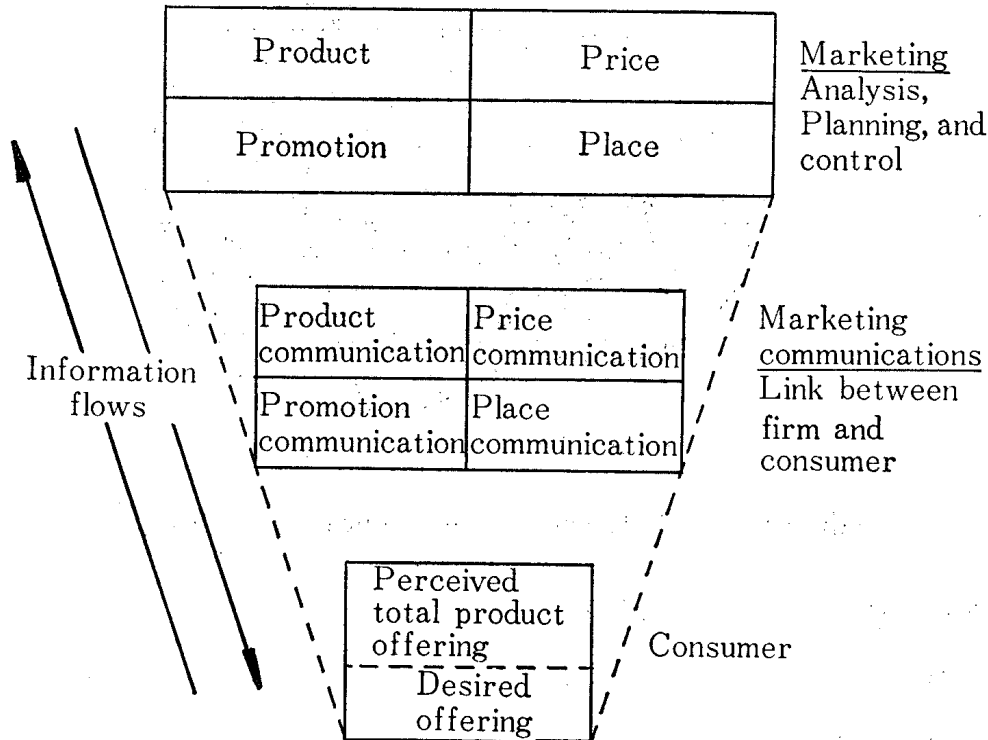 Product
Price
Promotion
Place
Marketing
Analysis,
Planning, and
control
Information
flows
Product
communication
Price
communication
Promotion
communication
Place
communication
Marketing
communications
Link between
firm and
consumer
Perceived
total product
offering
Desired
offering
Consumer